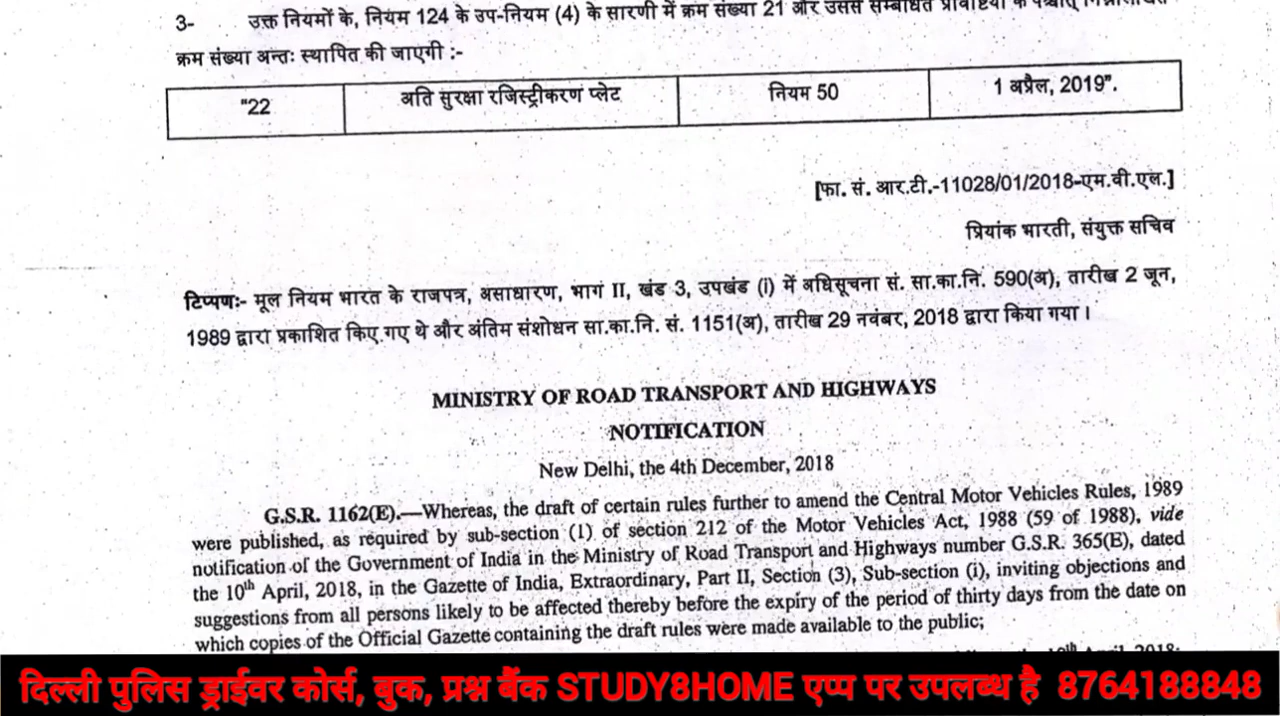 3- उक्त नियमों के, नियम 124 के उप-नियम (4) के सारणी में क्रम संख्या 21 और उससे सम्बंधित प्रविष्टियों के पश्चात् निम्नलिखित
क्रम संख्या अन्तः स्थापित की जाएगी :-
"22 अति सुरक्षा रजिस्ट्रीकरण प्लेट नियम 50 1 अप्रैल, 2019".
[फा. सं. आर.टी.-11028/01/2018-एम.वी.एल.]
प्रियांक भारती, संयुक्त सचिव
टिप्पण:- मूल नियम भारत के राजपत्र, असाधारण, भाग II, खंड 3, उपखंड (i) में अधिसूचना सं. सा.का.नि. 590(अ), तारीख 2 जून,
1989 द्वारा प्रकाशित किए गए थे और अंतिम संशोधन सा.का.नि. सं. 1151(अ), तारीख 29 नवंबर, 2018 द्वारा किया गया ।
MINISTRY OF ROAD TRANSPORT AND HIGHWAYS
NOTIFICATION
New Delhi, the 4th December, 2018
G.S.R. 1162(E).—Whereas, the draft of certain rules further to amend the Central Motor Vehicles Rules, 1989
were published, as required by sub-section (1) of section 212 of the Motor Vehicles Act, 1988 (59 of 1988), vide
notification of the Government of India in the Ministry of Road Transport and Highways number G.S.R. 365(E), dated
the 10th April, 2018, in the Gazette of India, Extraordinary, Part II, Section (3), Sub-section (i), inviting objections and
suggestions from all persons likely to be affected thereby before the expiry of the period of thirty days from the date on
which copies of the Official Gazette containing the draft rules were made available to the public;
दिल्ली पुलिस ड्राईवर कोर्स, बुक, प्रश्न बैंक STUDY8HOME एप्प पर उपलब्ध है 8764188848